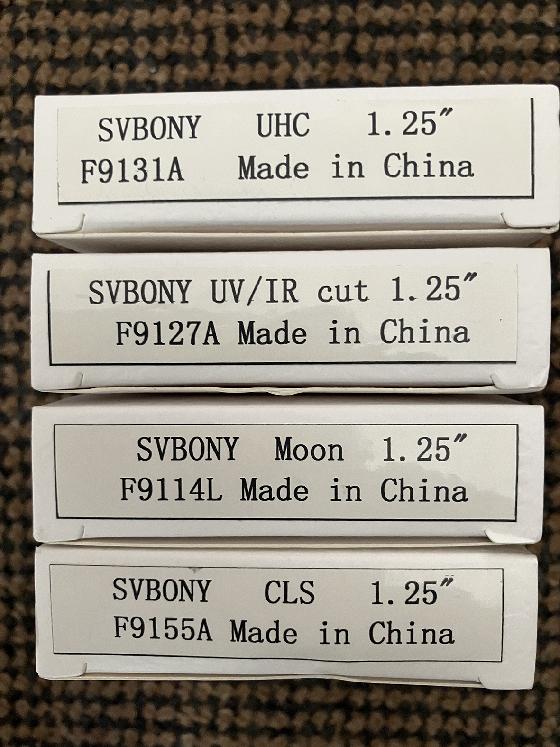 SVBONY UHC 1.25″
F9131A Made in China
SVBONY UV/IR cut 1.25″
F9127A Made in China
SVBONY Moon 1.25″
F9114L Made in China
SVBONY CLS 1.25″
F9155A Made in China